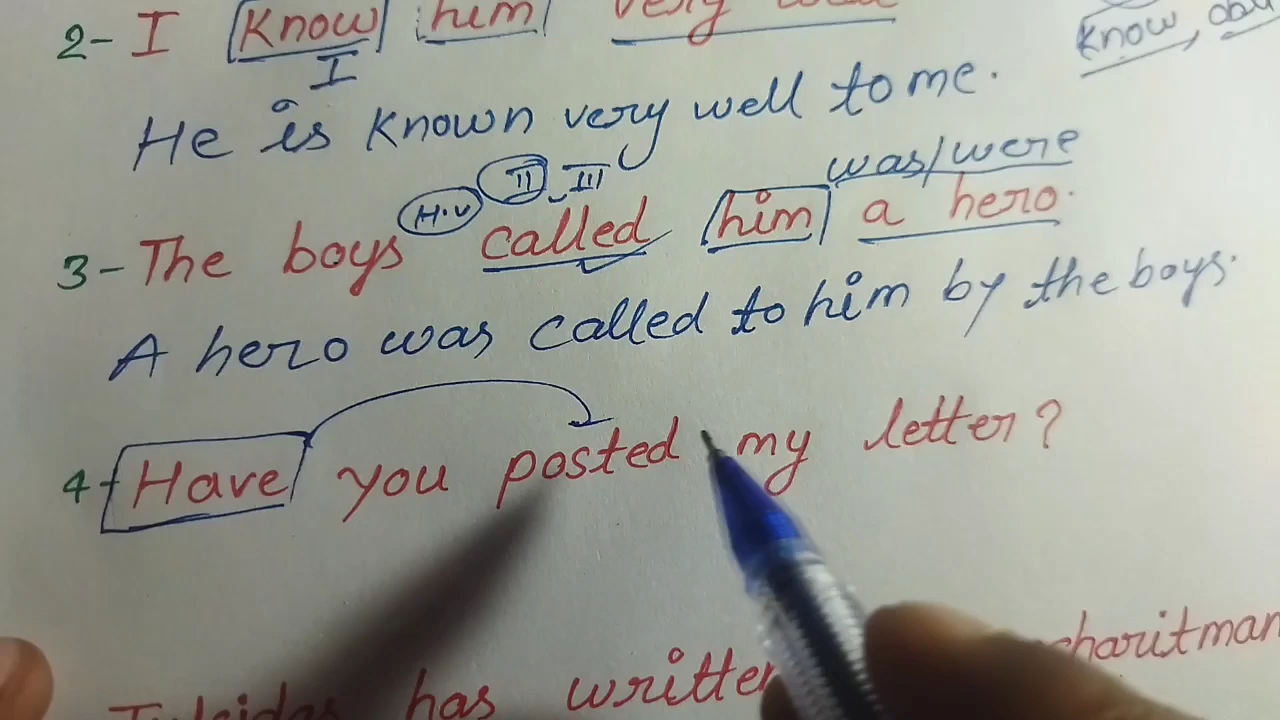 2- I Know him very well
Know,
I
He is known very well to me.
was/were
H.V II III
3- The boys called him a hero.
A hero was called to him by the boys.
4- Have you posted my letter?
has written charitman